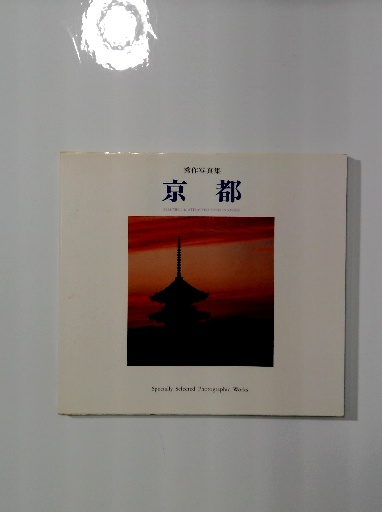 秀作写真集
京都
Specially Selected Photographic Works